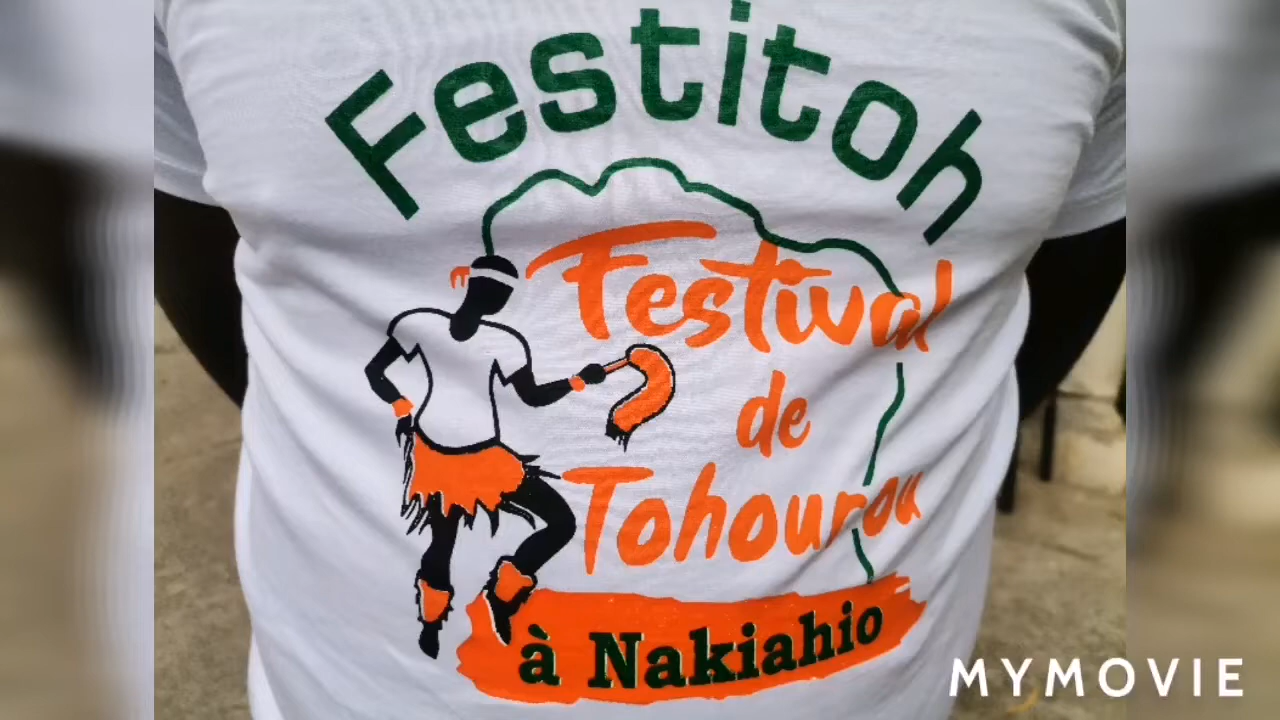 Festitoh
Festival
de
Tohourou
à Nakiahio
MYMOVIE